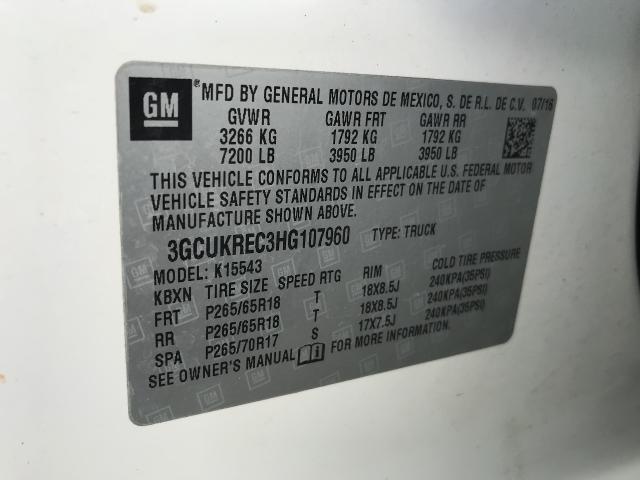 GM
®MFD BY GENERAL MOTORS DE MEXICO, S. DE R.L. DE C.V. 07/16
GVWR GAWR FRT GAWR RR
3266 KG 1792 KG 1792 KG
7200 LB 3950 LB 3950 LB
THIS VEHICLE CONFORMS TO ALL APPLICABLE U.S. FEDERAL MOTOR
VEHICLE SAFETY STANDARDS IN EFFECT ON THE DATE OF
MANUFACTURE SHOWN ABOVE.
3GCUKREC3HG107960 TYPE: TRUCK
MODEL: K15543
KBXN TIRE SIZE SPEED RTG RIM COLD TIRE PRESSURE
FRT P265/65R18 T 18X8.5J 240KPA(35PSI)
RR P265/65R18 T 18X8.5J 240KPA(35PSI)
SPA P265/70R17 S 17X7.5J 240KPA(35PSI)
SEE OWNER'S MANUAL FOR MORE INFORMATION.